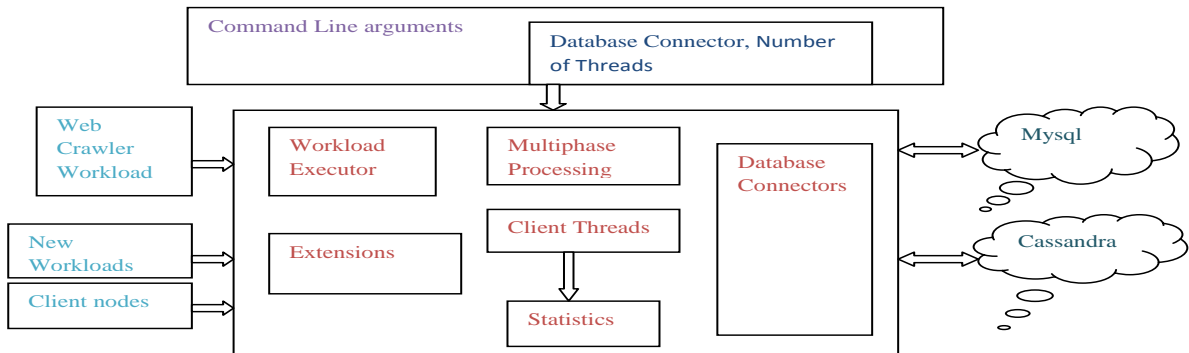 Command Line arguments
Database Connector, Number
of Threads
Web
Crawler
Workload
New
Workloads
Client nodes
Workload
Executor
Multiphase
Processing
Extensions
Client Threads
Statistics
Database
Connectors
Mysql
Cassandra